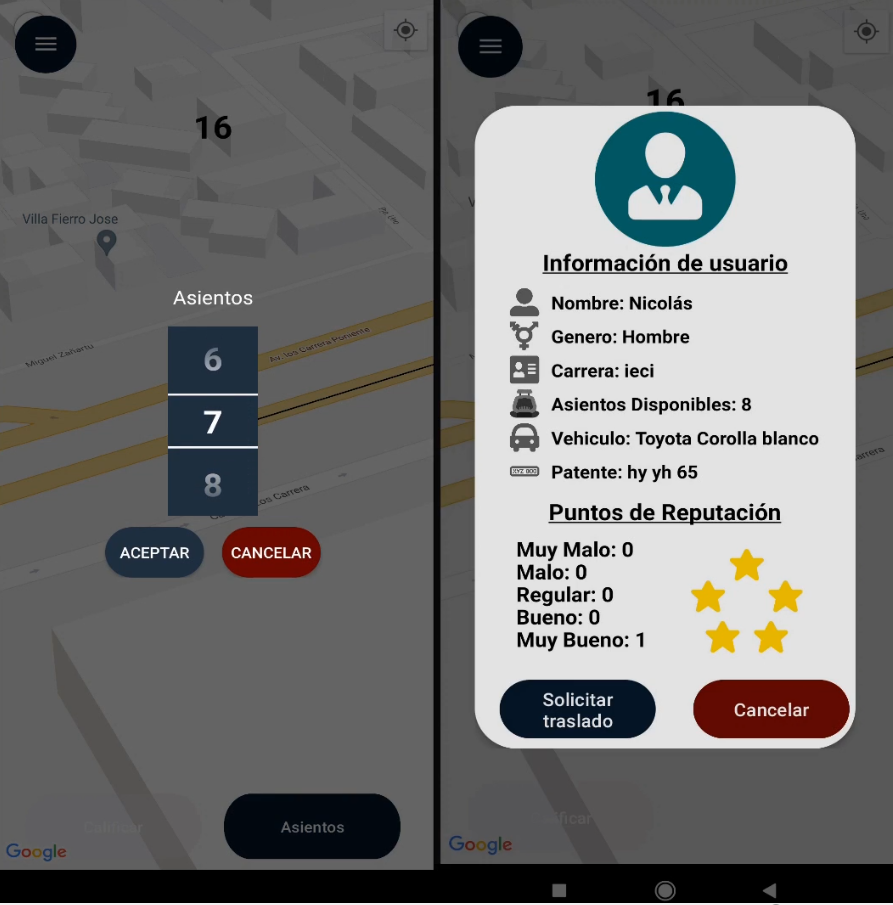 16
Villa Fierro Jose
Asientos
Miguel Zañartu
Av. los Carrera Poniente
6
7
8
os Carrera
ACEPTAR
CANCELAR
Calificar
Asientos
Google
16
Información de usuario
Nombre: Nicolás
Genero: Hombre
Carrera: ieci
Asientos Disponibles: 8
Vehiculo: Toyota Corolla blanco
XYZ 000
Patente: hy yh 65
Puntos de Reputación
Muy Malo: 0
Malo: 0
Regular: 0
Bueno: 0
Muy Bueno: 1
Solicitar
traslado
Cancelar
Google